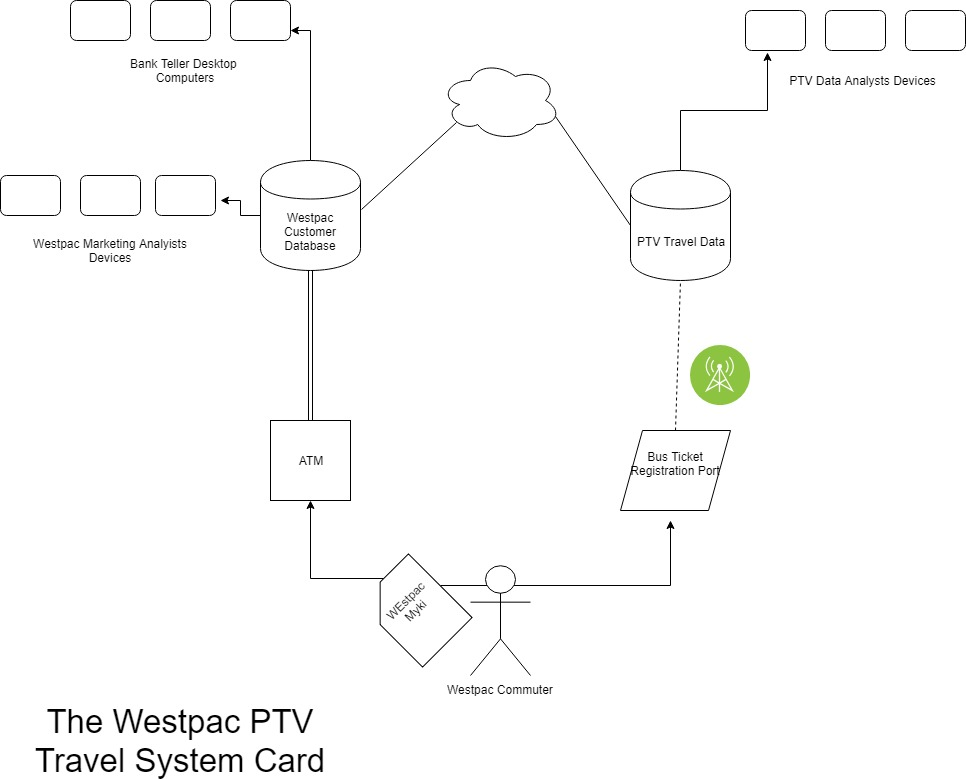 Bank Teller Desktop
Computers
PTV Data Analysts Devices
Westpac
Customer
Database
PTV Travel Data
Westpac Marketing Analyists
Devices
ATM
Bus Ticket
Registration Port
WEstpac
Myki
Westpac Commuter
The Westpac PTV
Travel System Card